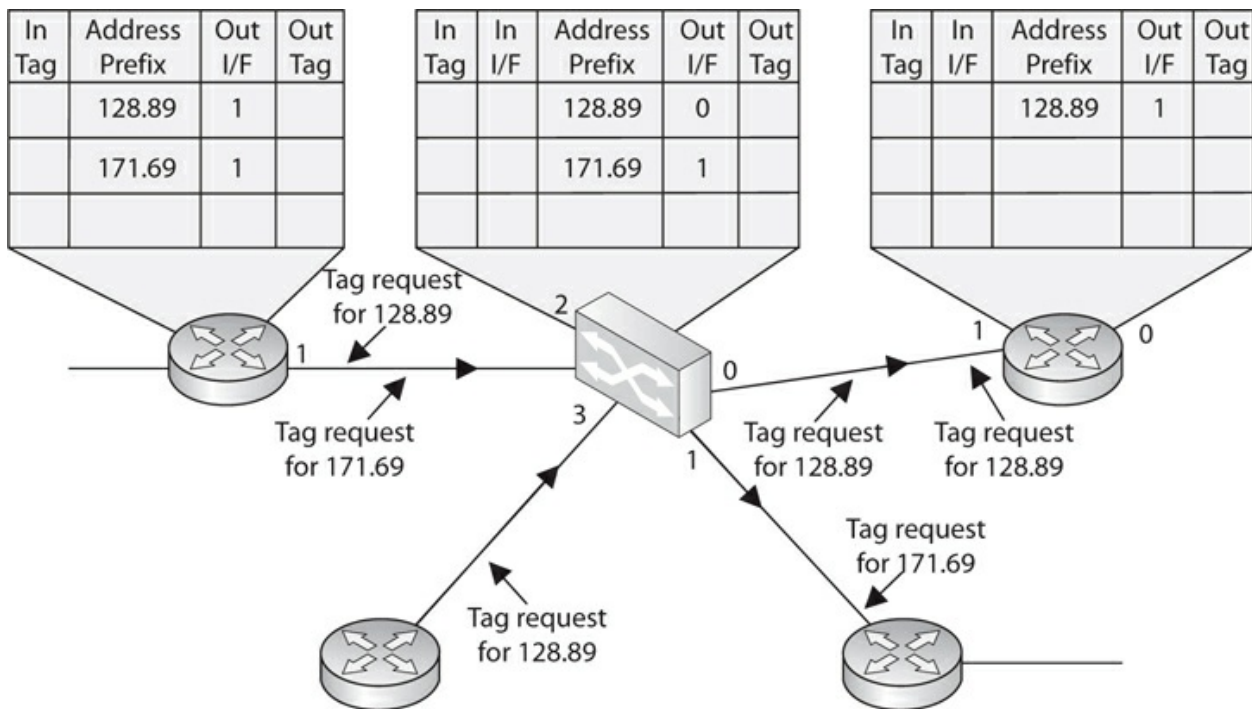 In Address Out Out
Tag Prefix I/F Tag
128.89 1
171.69 1
In In Address Out Out
Tag I/F Prefix I/F Tag
128.89 0
171.69 1
In In Address Out Out
Tag I/F Prefix I/F Tag
128.89 1
Tag request
for 128.89
1
Tag request
for 171.69
2
3
0
1
1
0
Tag request
for 128.89
Tag request
for 128.89
Tag request
for 171.69
Tag request
for 128.89